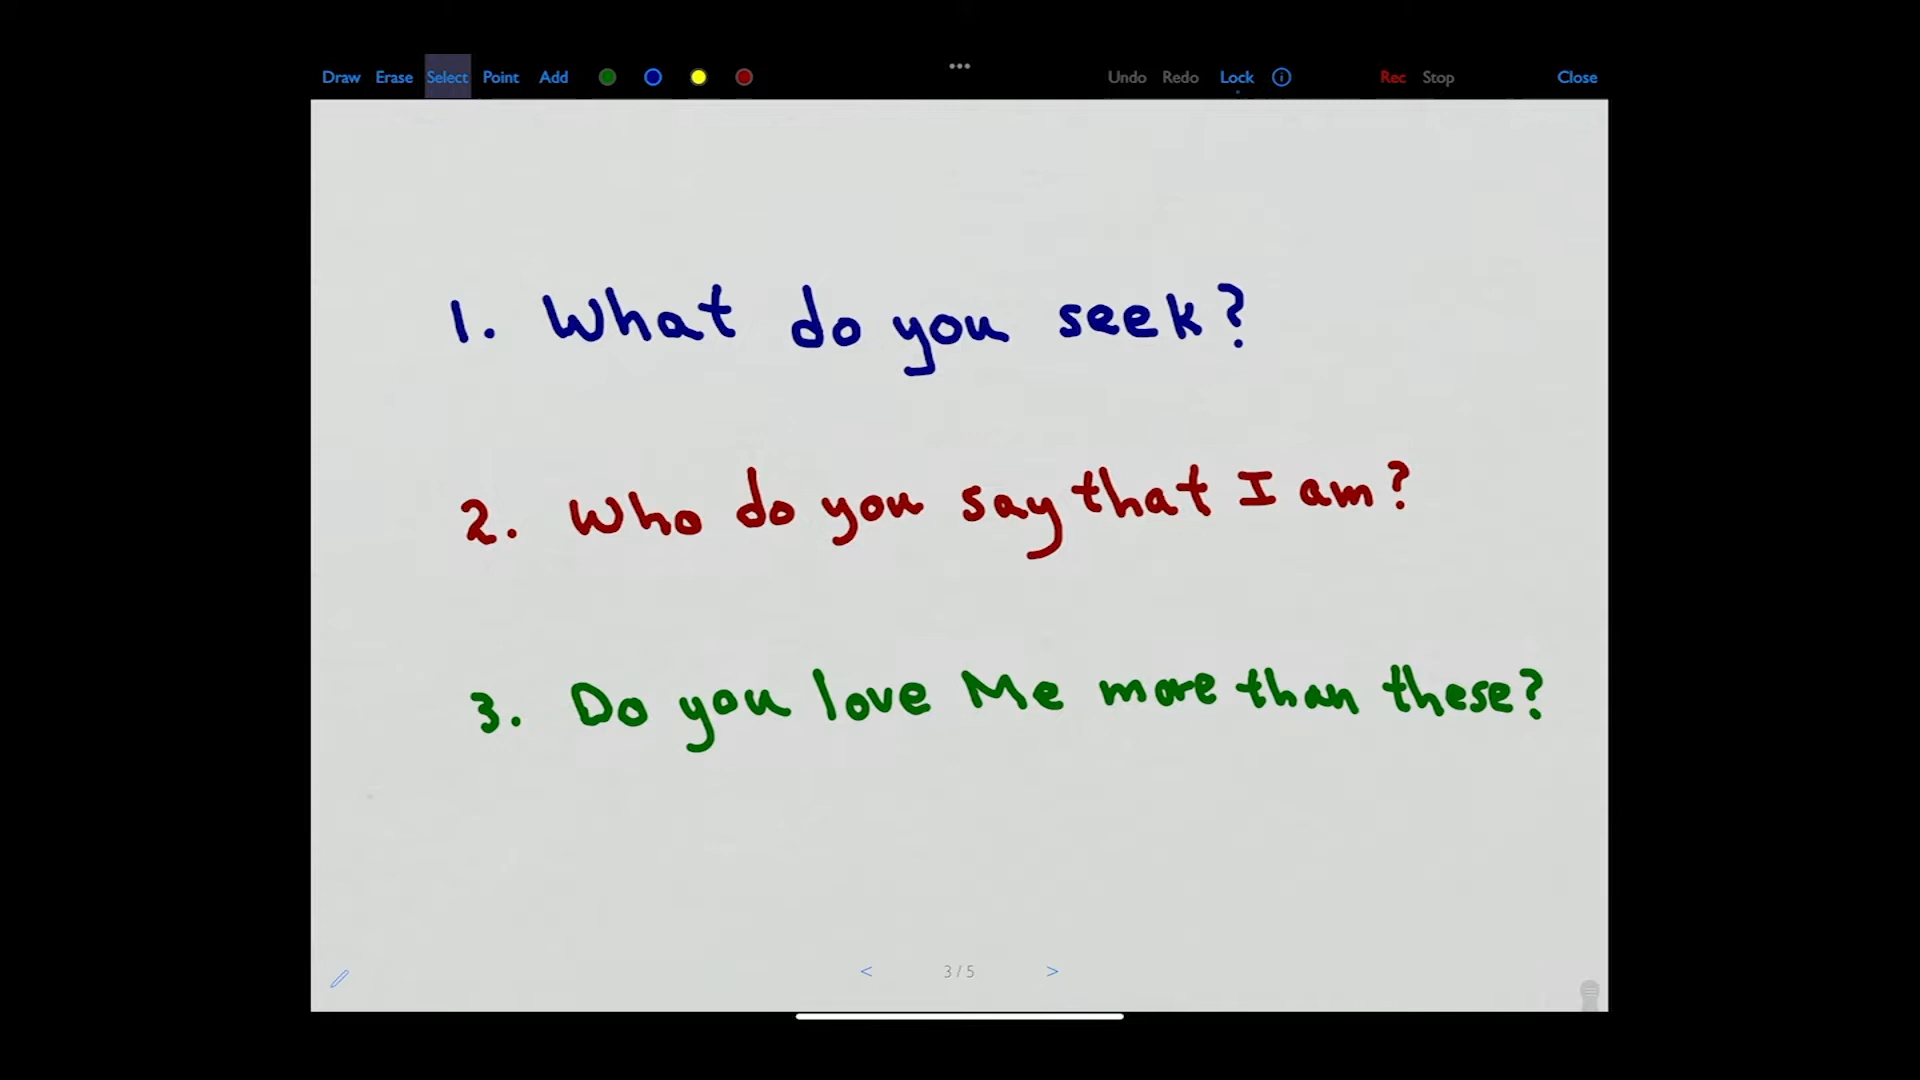 Draw Erase Select Point Add ••• Undo Redo Lock Rec Stop Close
1. What do you seek?
2. Who do you say that I am?
3. Do you love Me more than these?
< 3 / 5 >